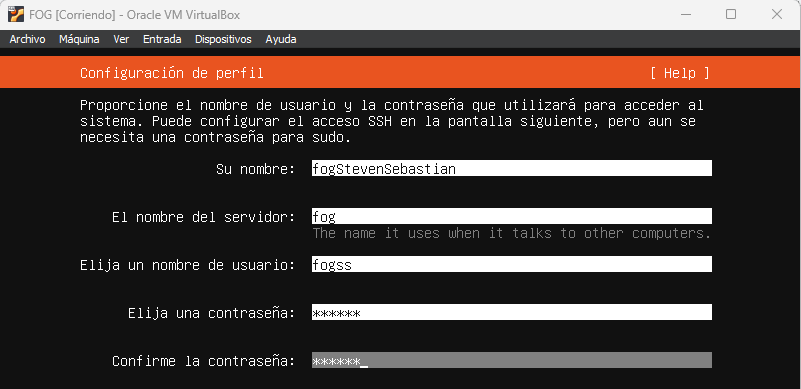 FOG [Corriendo] - Oracle VM VirtualBox
Archivo Máquina Ver Entrada Dispositivos Ayuda
Configuración de perfil [ Help ]
Proporcione el nombre de usuario y la contraseña que utilizará para acceder al
sistema. Puede configurar el acceso SSH en la pantalla siguiente, pero aun se
necesita una contraseña para sudo.
Su nombre: fogStevenSebastian
El nombre del servidor: fog
The name it uses when it talks to other computers.
Elija un nombre de usuario: fogss
Elija una contraseña: ******
Confirme la contraseña: ******_